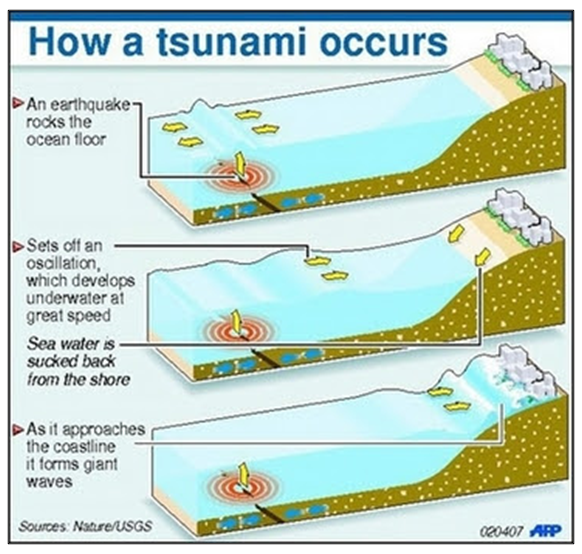 How a tsunami occurs
An earthquake
rocks the
ocean floor
Sets off an
oscillation,
which develops
underwater at
great speed
Sea water is
sucked back
from the shore
As it approaches
the coastline
it forms giant
waves
Sources: Nature/USGS
020407 AFP